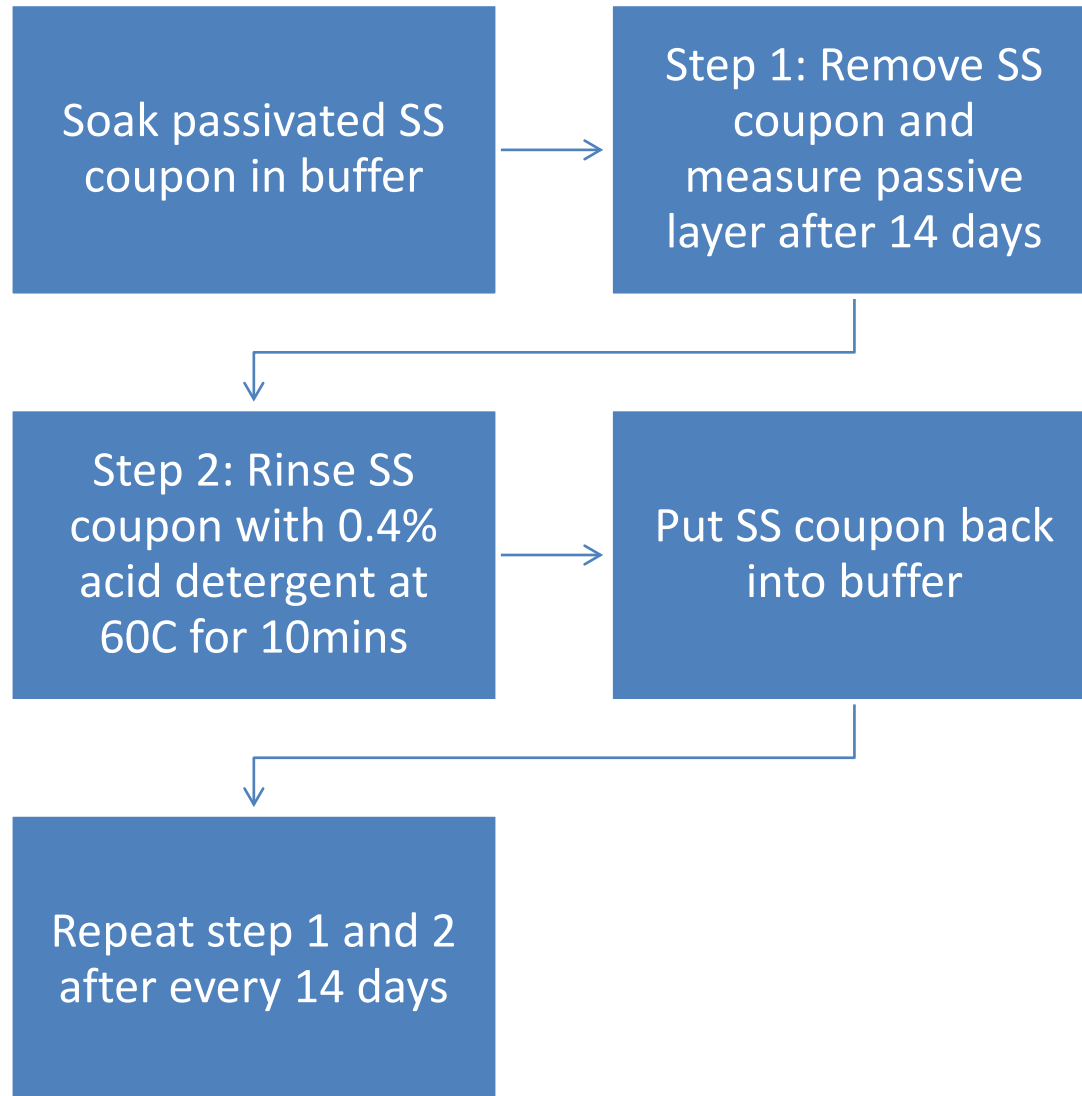 Soak passivated SS
coupon in buffer
Step 1: Remove SS
coupon and
measure passive
layer after 14 days
Step 2: Rinse SS
coupon with 0.4%
acid detergent at
60C for 10mins
Put SS coupon back
into buffer
Repeat step 1 and 2
after every 14 days